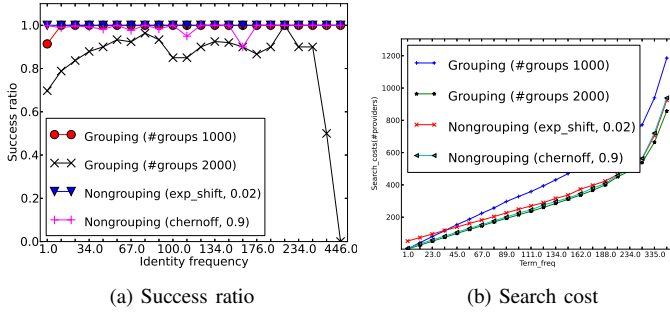 1.0
0.8
0.6
0.4
0.2
0.0
Success ratio
Grouping (#groups 1000)
Grouping (#groups 2000)
Nongrouping (exp_shift, 0.02)
Nongrouping (chernoff, 0.9)
1.0 34.0 67.0 100.0 134.0 176.0 234.0 446.0
Identity frequency
(a) Success ratio
1200
1000
800
600
400
200
Search_costs(#providers)
Grouping (#groups 1000)
Grouping (#groups 2000)
Nongrouping (exp_shift, 0.02)
Nongrouping (chernoff, 0.9)
1.0 23.0 45.0 67.0 89.0 111.0 134.0 160.0 188.0 230.0 335.0
Term_freq
(b) Search cost